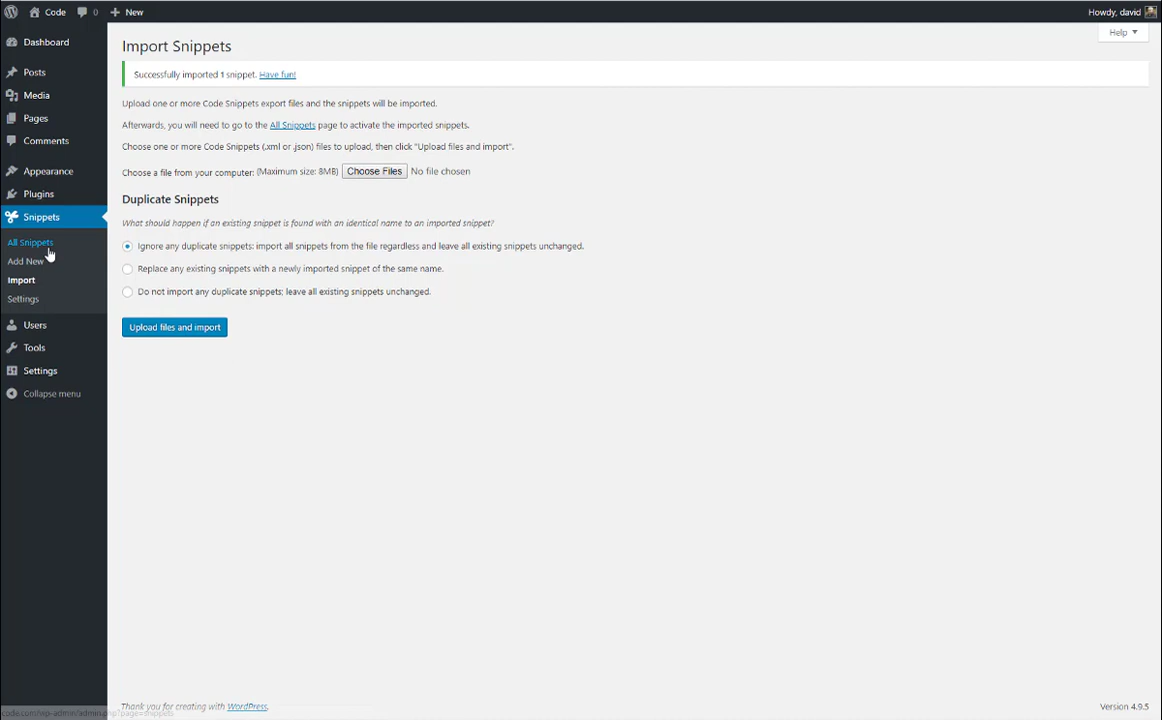 Code 0 New Howdy, david
Help
Dashboard
Posts
Media
Pages
Comments
Appearance
Plugins
Snippets
All Snippets
Add New
Import
Settings
Users
Tools
Settings
Collapse menu
Import Snippets
Successfully imported 1 snippet. Have fun!
Upload one or more Code Snippets export files and the snippets will be imported.
Afterwards, you will need to go to the All Snippets page to activate the imported snippets.
Choose one or more Code Snippets (.xml or .json) files to upload, then click "Upload files and import".
Choose a file from your computer: (Maximum size: 8MB) Choose Files No file chosen
Duplicate Snippets
What should happen if an existing snippet is found with an identical name to an imported snippet?
Ignore any duplicate snippets: import all snippets from the file regardless and leave all existing snippets unchanged.
Replace any existing snippets with a newly imported snippet of the same name.
Do not import any duplicate snippets; leave all existing snippets unchanged.
Upload files and import
Thank you for creating with WordPress.
Version 4.9.5
code.com/wp-admin/admin.php?page=snippets